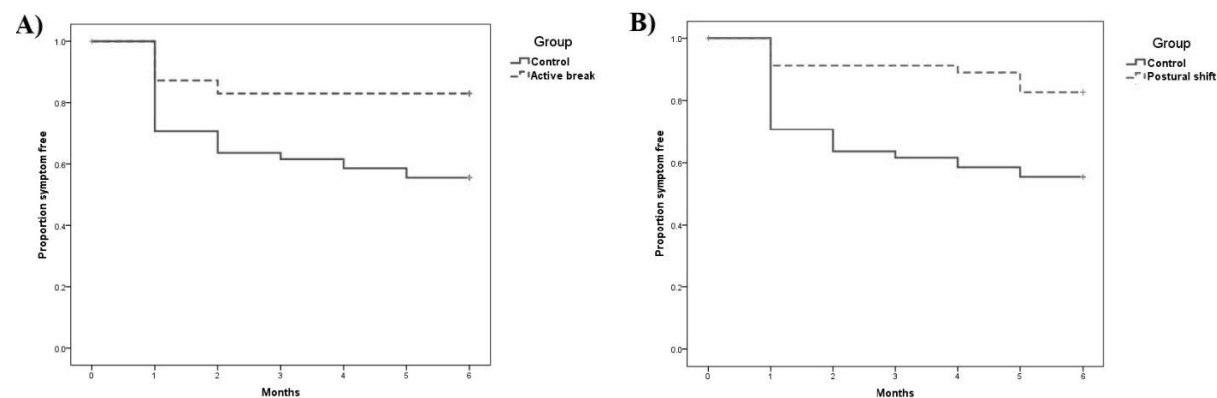 A)
Group
Control
Active break
Proportion symptom free
1.0
0.8
0.6
0.4
0.2
0.0
0 1 2 3 4 5 6
Months
B)
Group
Control
Postural shift
Proportion symptom free
1.0
0.8
0.6
0.4
0.2
0.0
0 1 2 3 4 5 6
Months